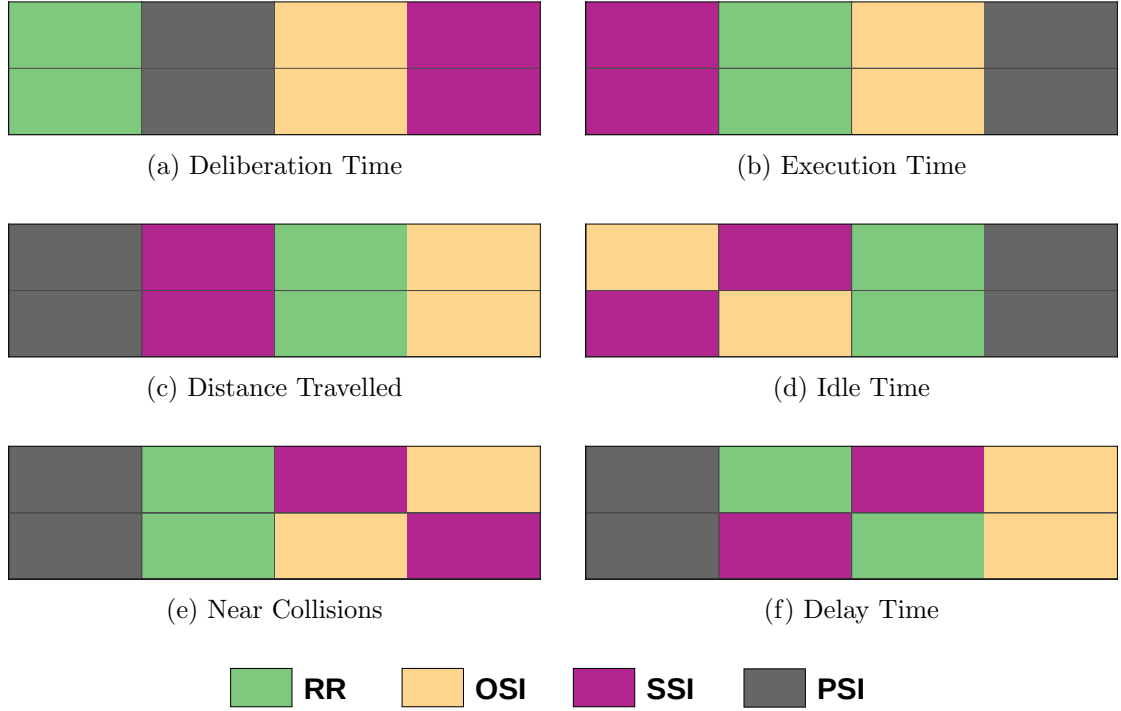 (a) Deliberation Time
(b) Execution Time
(c) Distance Travelled
(d) Idle Time
(e) Near Collisions
(f) Delay Time
RR OSI SSI PSI